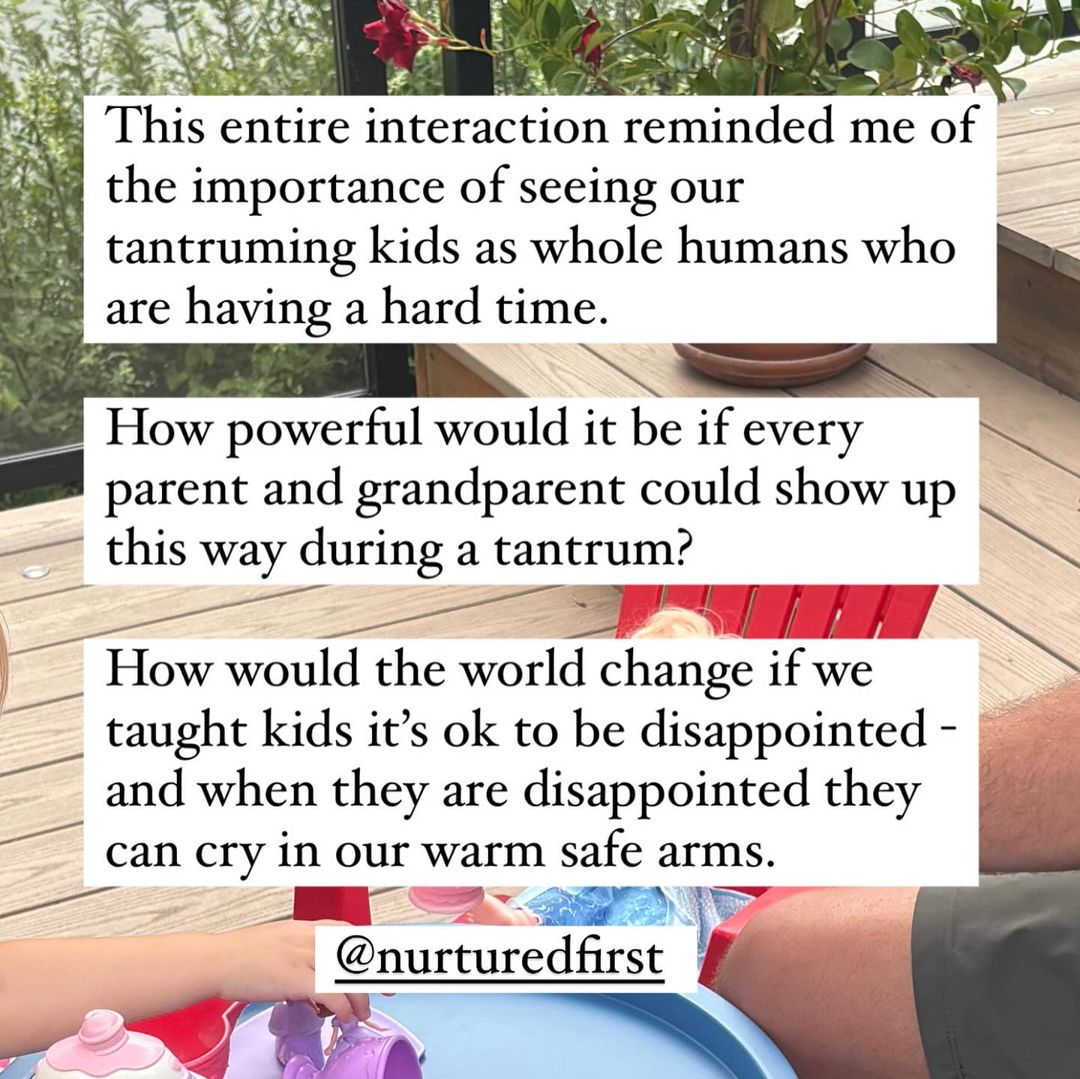 This entire interaction reminded me of
the importance of seeing our
tantruming kids as whole humans who
are having a hard time.
How powerful would it be if every
parent and grandparent could show up
this way during a tantrum?
How would the world change if we
taught kids it’s ok to be disappointed -
and when they are disappointed they
can cry in our warm safe arms.
@nurturedfirst